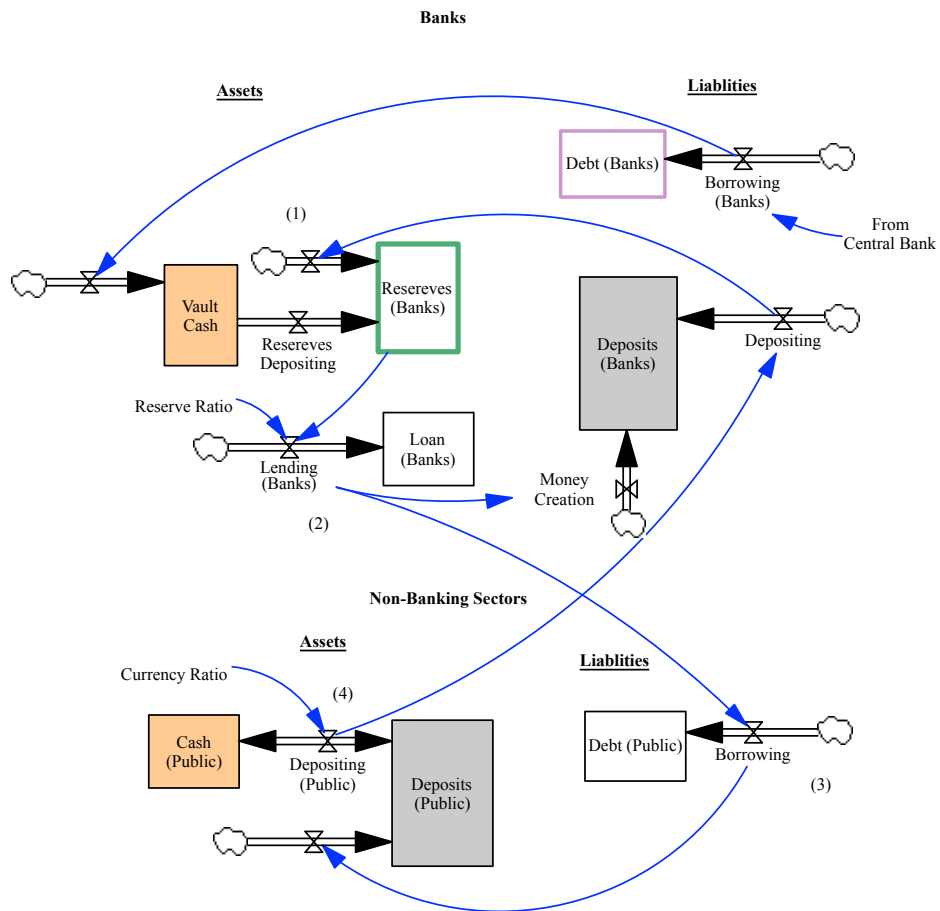 Banks
Assets
Liablities
Debt (Banks)
Borrowing
(Banks)
From
Central Bank
(1)
Resereves
(Banks)
Vault
Cash
Resereves
Depositing
Deposits
(Banks)
Depositing
Reserve Ratio
Lending
(Banks)
Loan
(Banks)
Money
Creation
(2)
Non-Banking Sectors
Assets
Liablities
Currency Ratio
(4)
Cash
(Public)
Depositing
(Public)
Deposits
(Public)
Debt (Public)
Borrowing
(3)